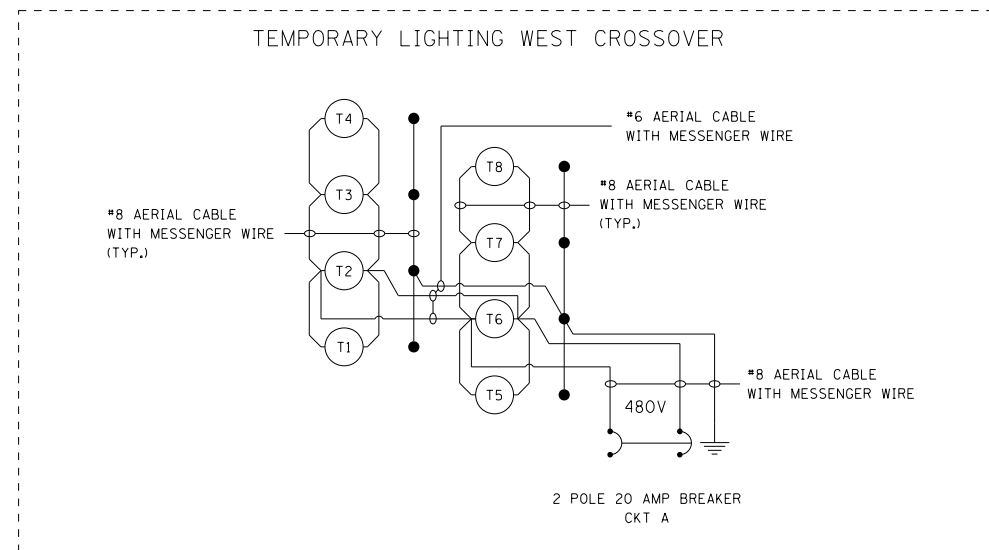 TEMPORARY LIGHTING WEST CROSSOVER
#6 AERIAL CABLE
WITH MESSENGER WIRE
T4
T8
#8 AERIAL CABLE
WITH MESSENGER WIRE
(TYP.)
T3
#8 AERIAL CABLE
WITH MESSENGER WIRE
(TYP.)
T7
T2
T6
T1
#8 AERIAL CABLE
WITH MESSENGER WIRE
T5
480V
2 POLE 20 AMP BREAKER
CKT A